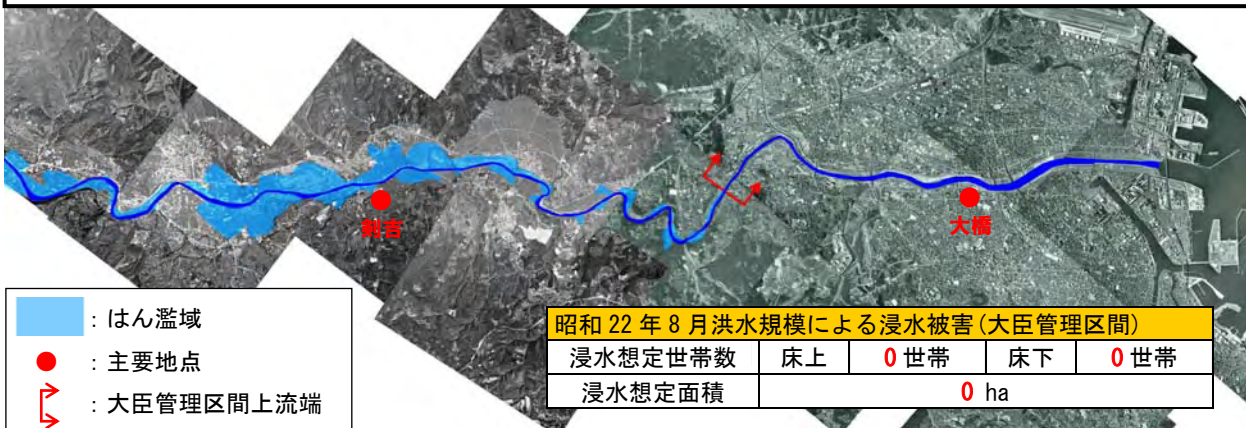 剣吉
大橋
：はん濫域
：主要地点
：大臣管理区間上流端
昭和 22 年 8 月洪水規模による浸水被害(大臣管理区間)
浸水想定世帯数 床上 0 世帯 床下 0 世帯
浸水想定面積 0 ha